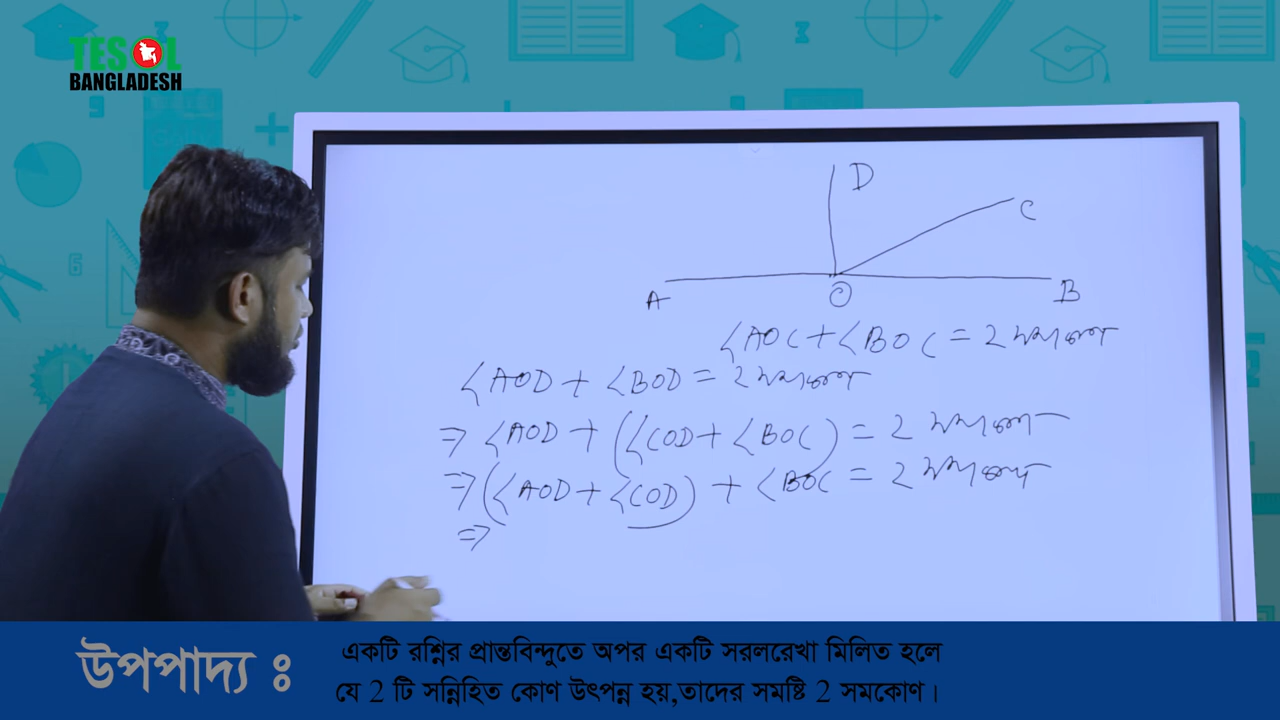 TESOL
BANGLADESH
D
C
A
O
B
∠AOC + ∠BOC = 2 সমকোণ
∠AOD + ∠BOD = 2 সমকোণ
⇒ ∠AOD + (∠COD + ∠BOC) = 2 সমকোণ
⇒ (∠AOD + ∠COD) + ∠BOC = 2 সমকোণ
⇒
উপপাদ্য ঃ
একটি রশ্নির প্রান্তবিন্দুতে অপর একটি সরলরেখা মিলিত হলে
যে 2 টি সন্নিহিত কোণ উৎপন্ন হয়,তাদের সমষ্টি 2 সমকোণ।